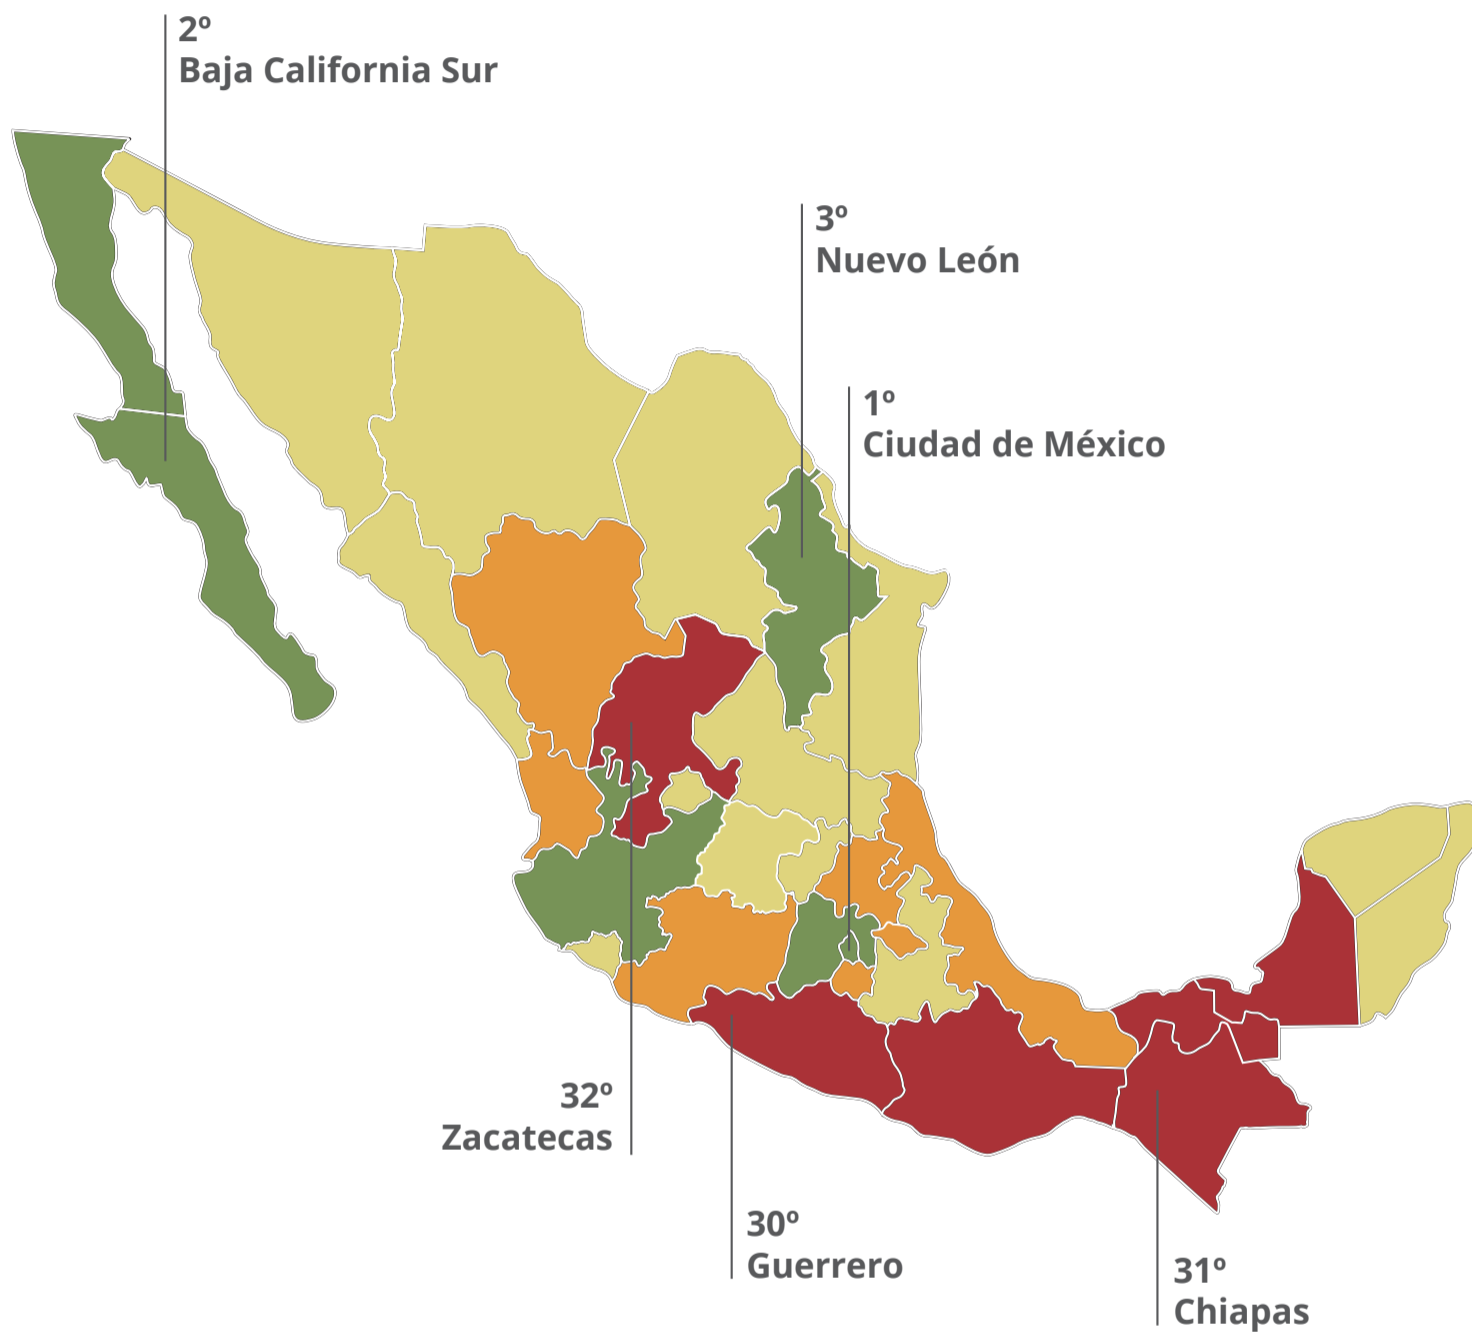 2º
Baja California Sur
3º
Nuevo León
1º
Ciudad de México
32º
Zacatecas
30º
Guerrero
31º
Chiapas